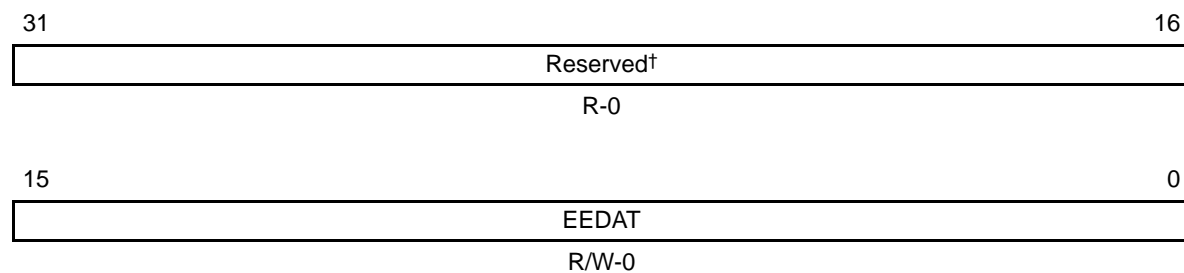 31 16
Reserved†
R-0
15 0
EEDAT
R/W-0